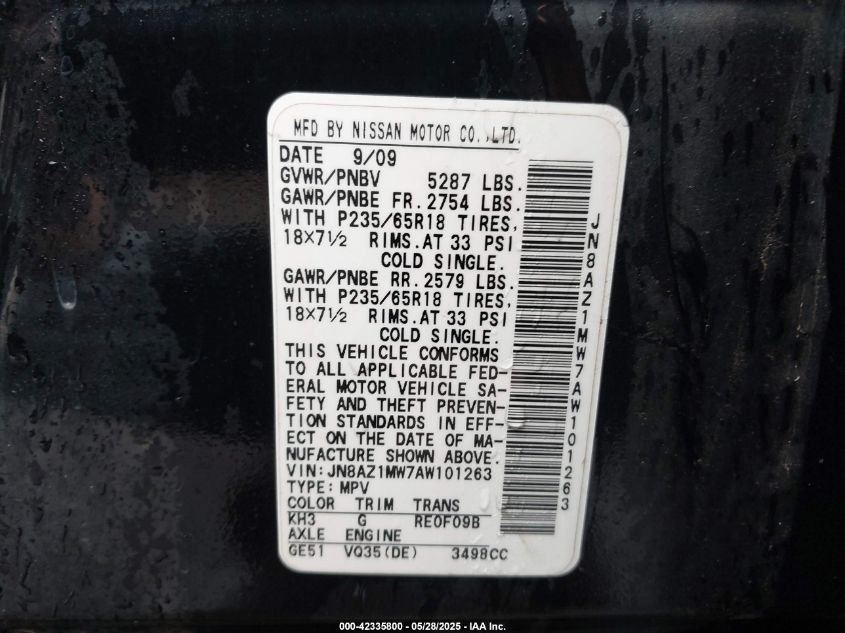 MFD BY NISSAN MOTOR CO.,LTD.
DATE 9/09
GVWR/PNBV 5287 LBS.
GAWR/PNBE FR. 2754 LBS.
WITH P235/65R18 TIRES,
18X7½ RIMS. AT 33 PSI
COLD SINGLE.
GAWR/PNBE RR. 2579 LBS.
WITH P235/65R18 TIRES,
18X7½ RIMS. AT 33 PSI
COLD SINGLE.
THIS VEHICLE CONFORMS
TO ALL APPLICABLE FED-
ERAL MOTOR VEHICLE SA-
FETY AND THEFT PREVEN-
TION STANDARDS IN EFF-
ECT ON THE DATE OF MA-
NUFACTURE SHOWN ABOVE.
VIN: JN8AZ1MW7AW101263
TYPE: MPV
COLOR TRIM TRANS
KH3 G RE0F09B
AXLE ENGINE
GE51 VQ35(DE) 3498CC
JN8AZ1MW7AW101263
000-42335800 - 05/28/2025 - IAA Inc.